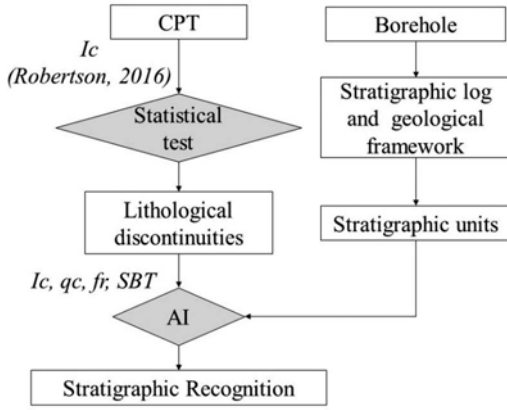 CPT
Borehole
Ic
(Robertson, 2016)
Stratigraphic log
and geological
framework
Statistical
test
Lithological
discontinuities
Stratigraphic units
Ic, qc, fr, SBT
AI
Stratigraphic Recognition